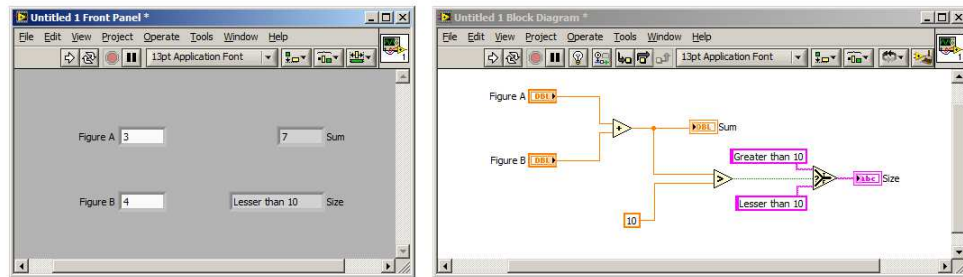 Untitled 1 Front Panel *
File Edit View Project Operate Tools Window Help
13pt Application Font
1
Figure A 3
7 Sum
Figure B 4
Lesser than 10 Size
Untitled 1 Block Diagram *
File Edit View Project Operate Tools Window Help
13pt Application Font
1
Figure A DBL
+
DBL Sum
Figure B DBL
Greater than 10
>
?
abc Size
Lesser than 10
10